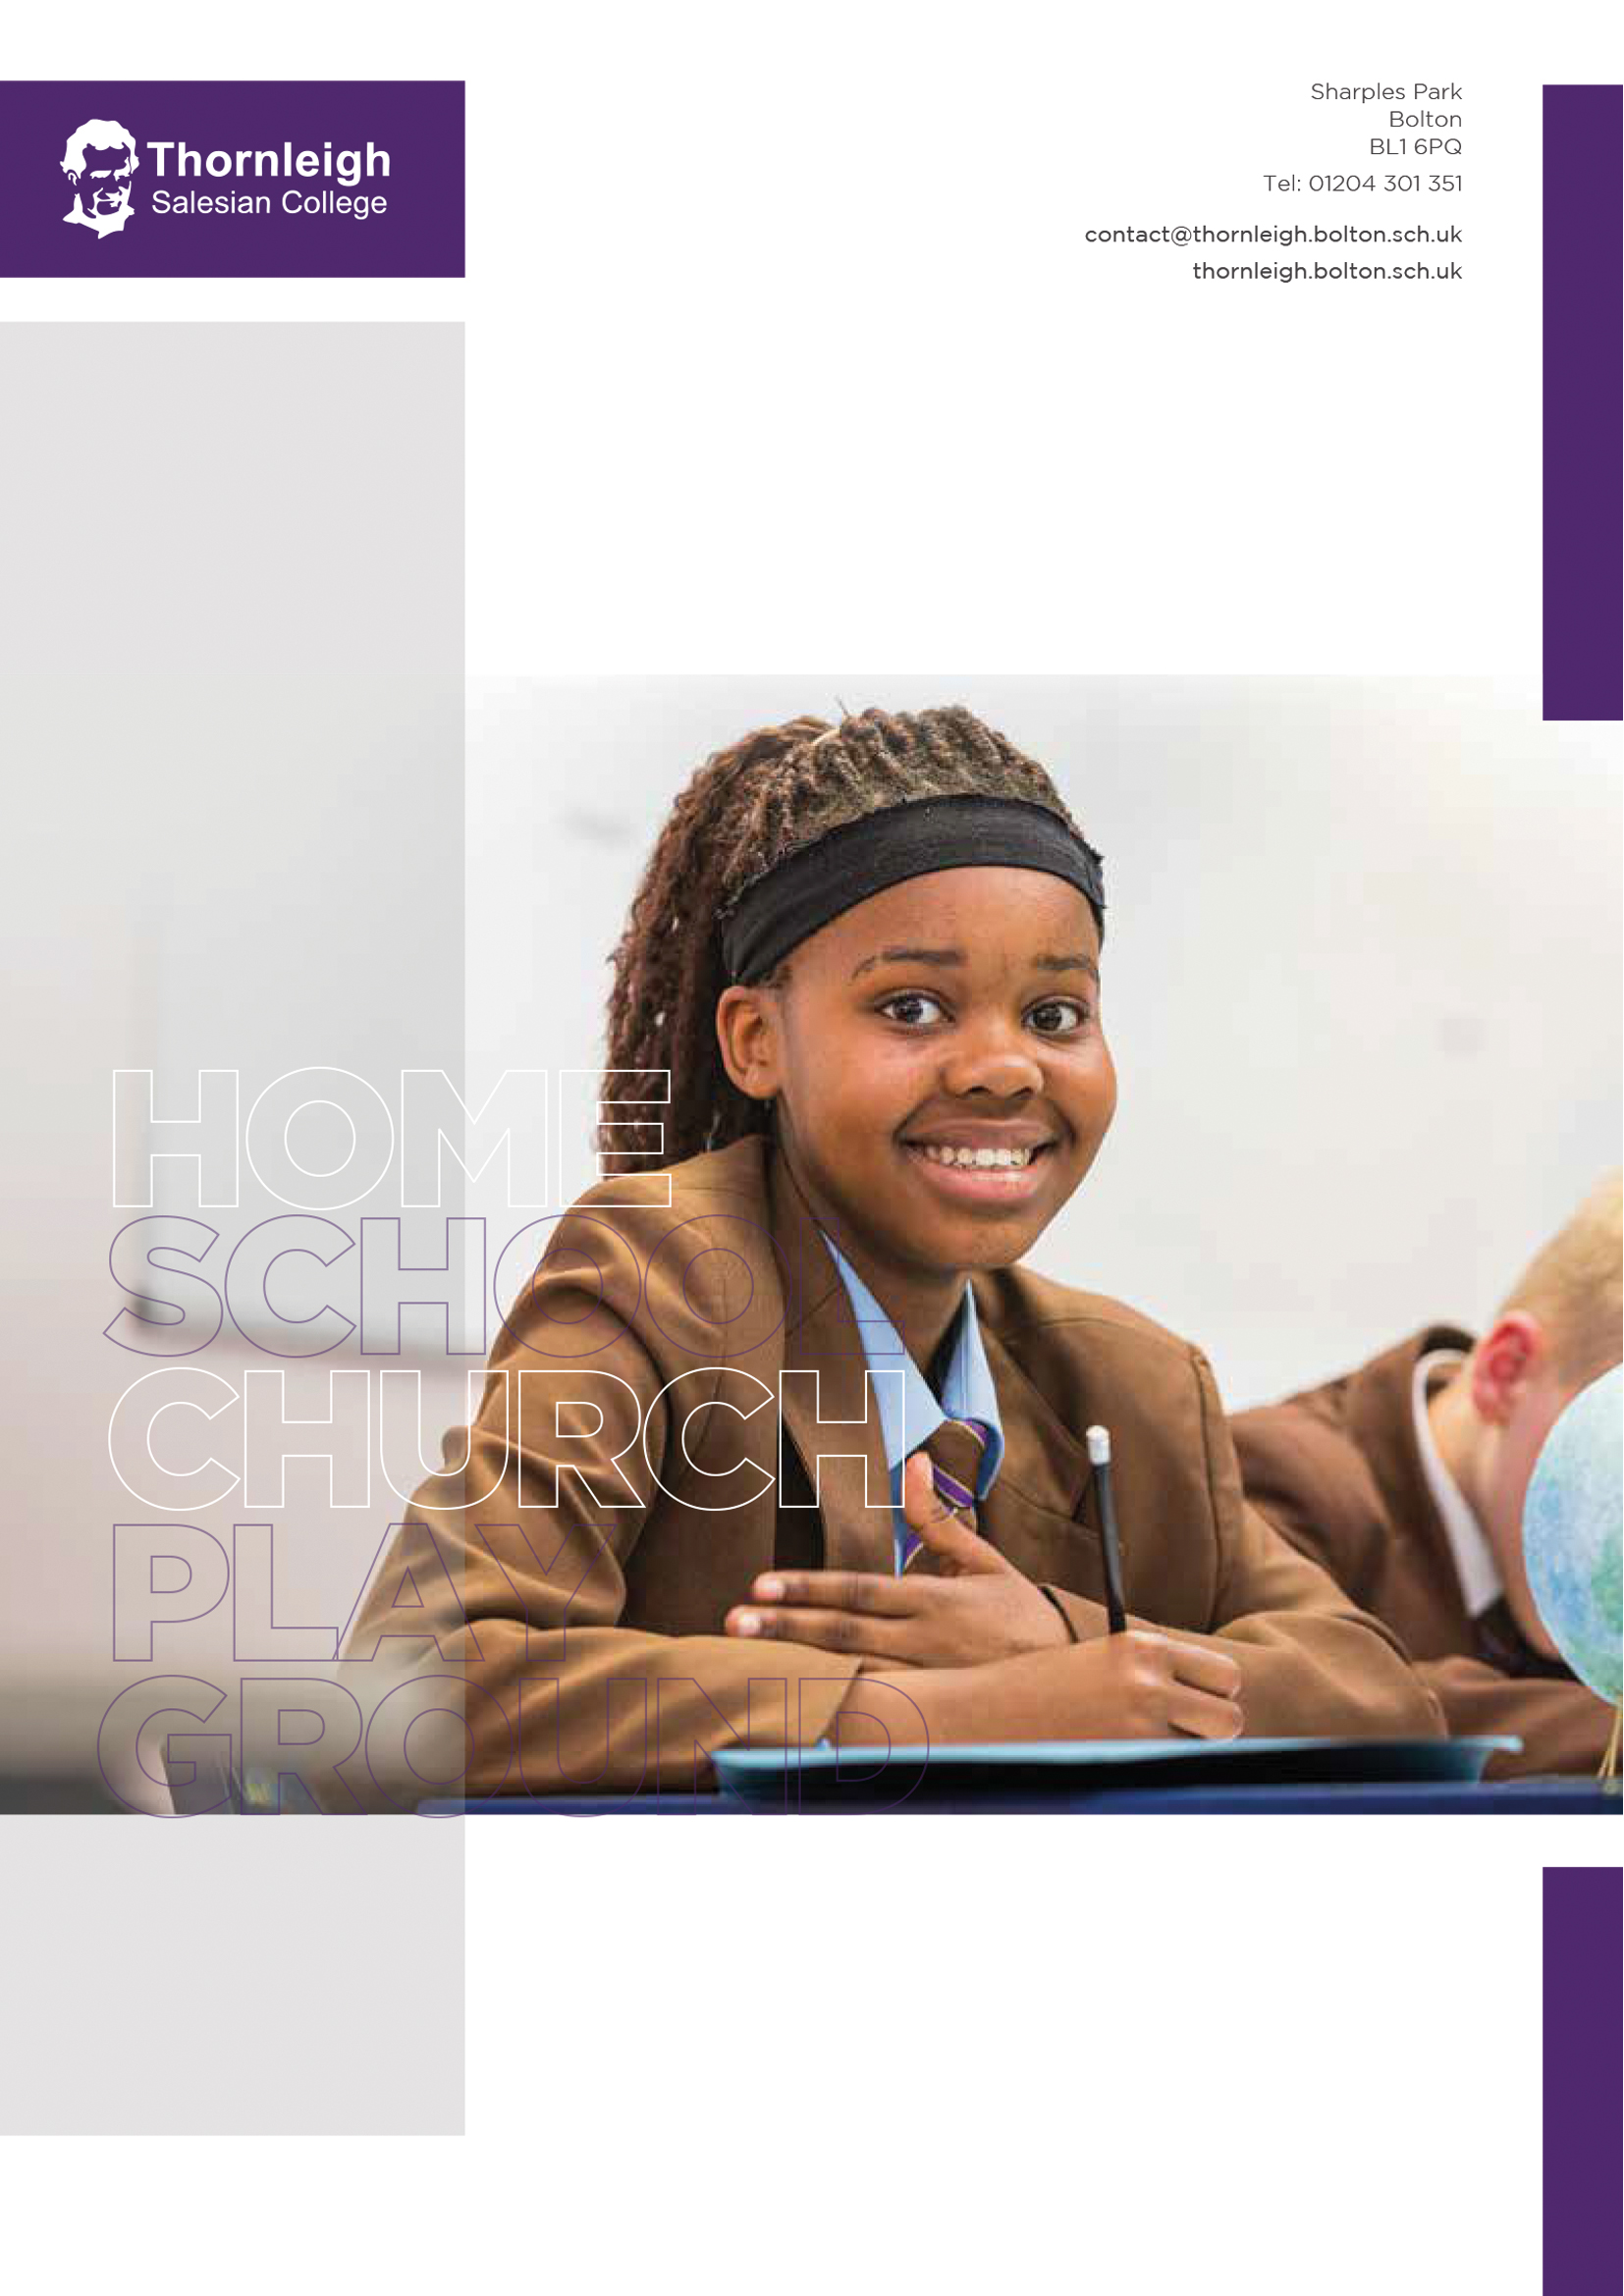 Thornleigh
Salesian College
Sharples Park
Bolton
BL1 6PQ
Tel: 01204 301 351
contact@thornleigh.bolton.sch.uk
thornleigh.bolton.sch.uk
HOME
SCHOOL
CHURCH
PLAY
GROUND